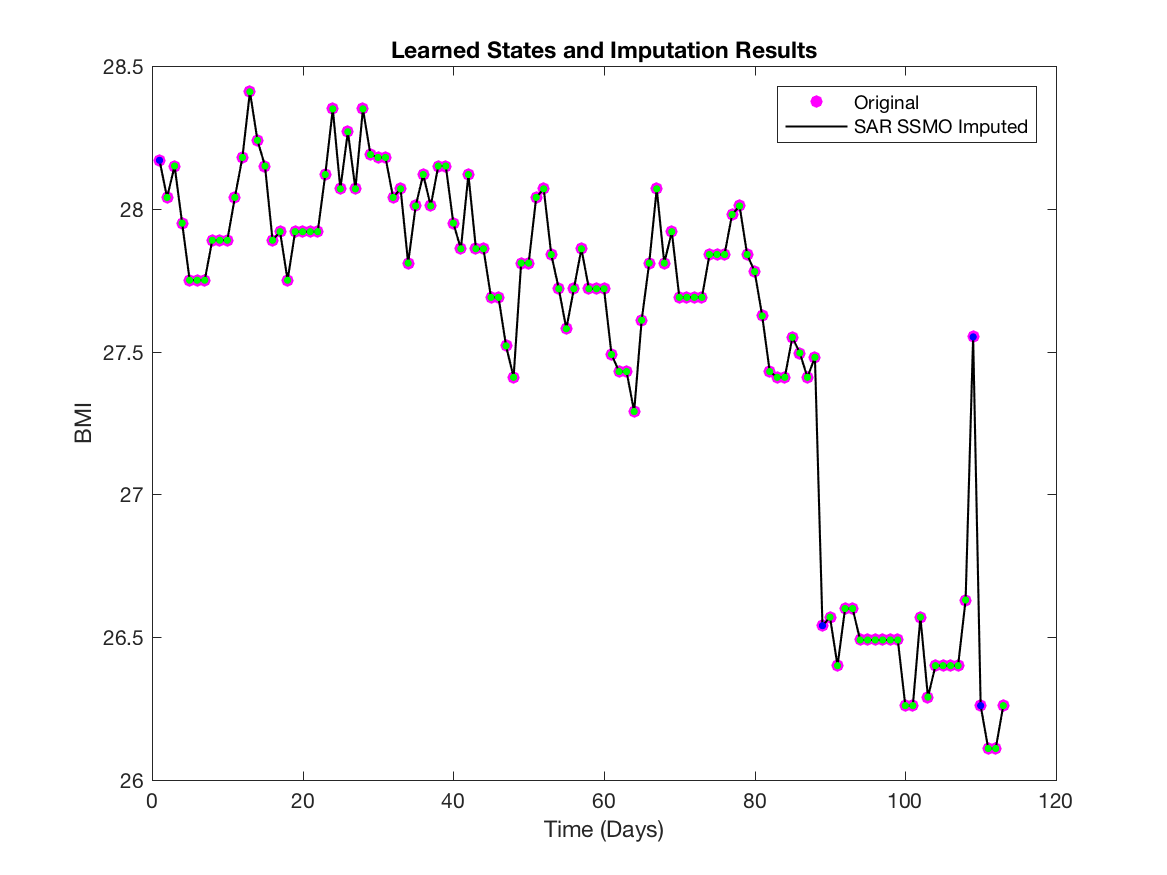 Learned States and Imputation Results
28.5
28
27.5
27
26.5
26
BMI
Original
SAR SSMO Imputed
0 20 40 60 80 100 120
Time (Days)